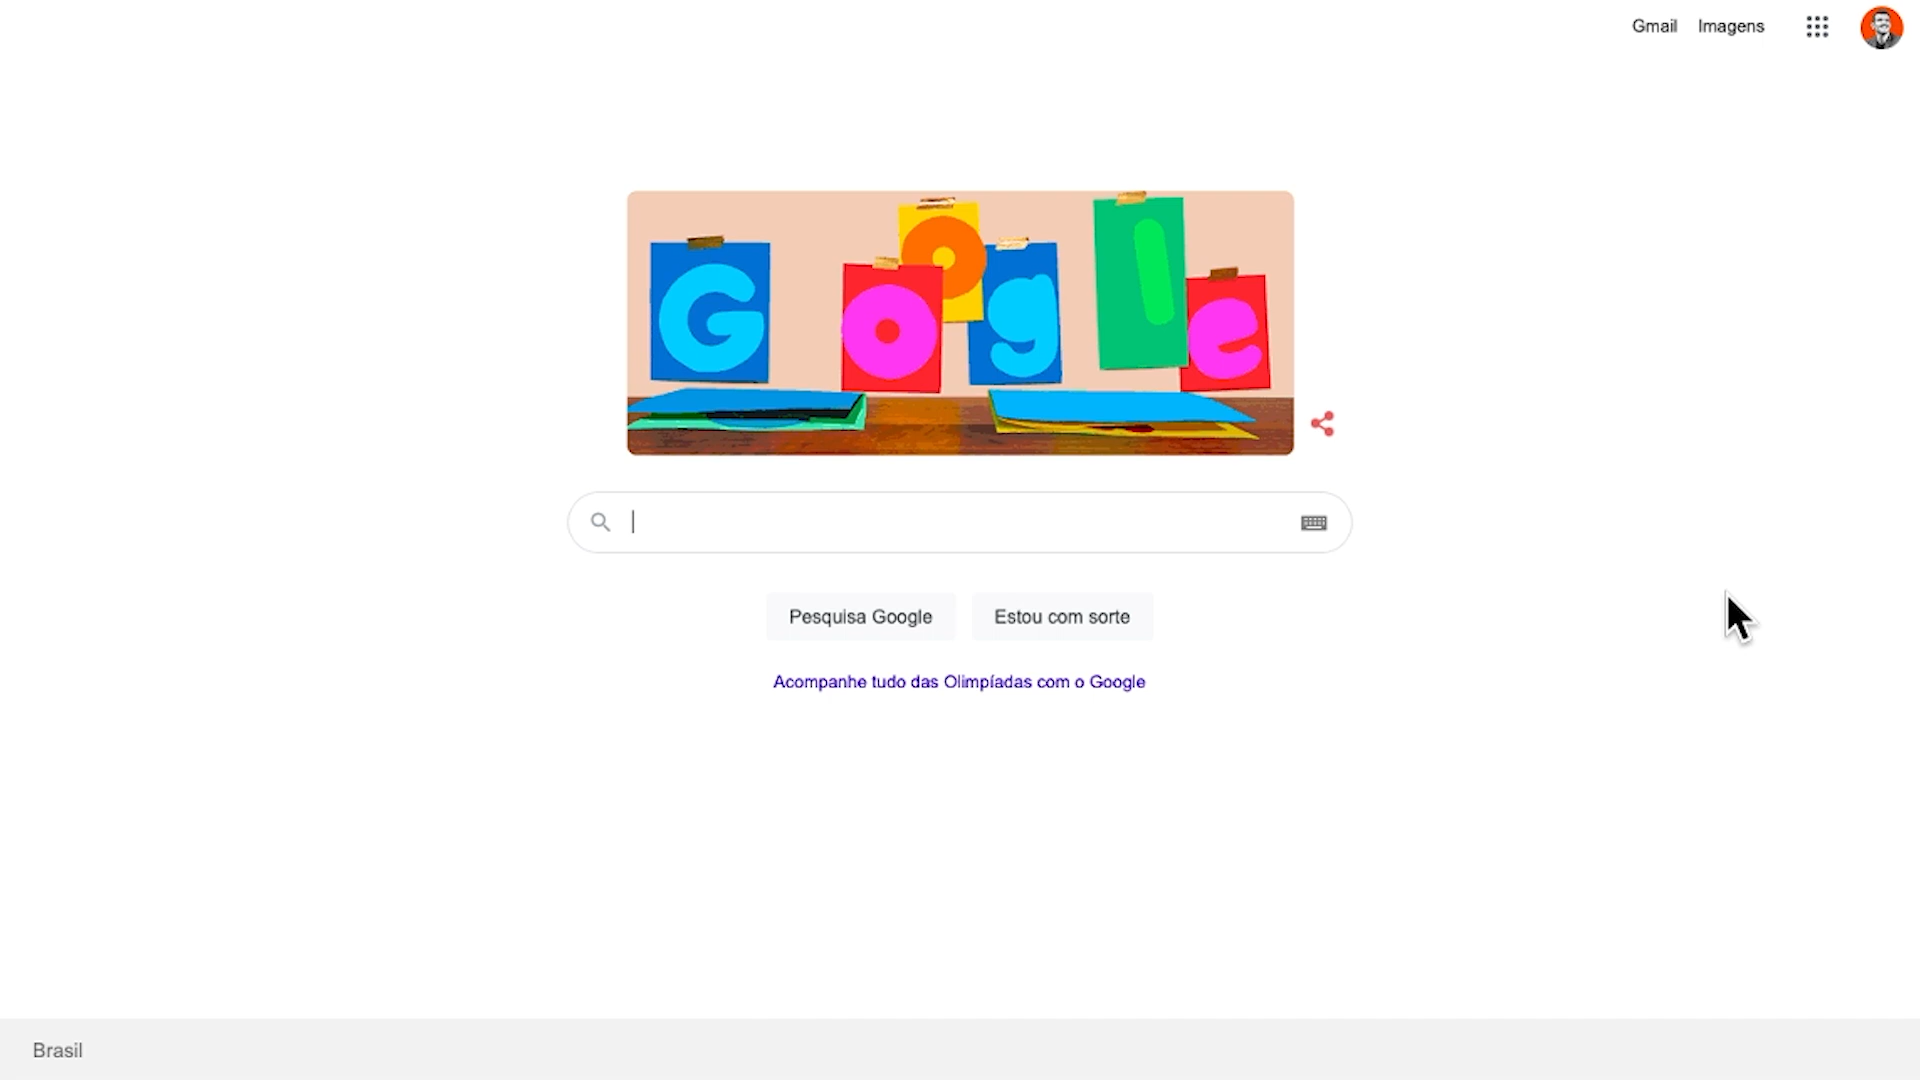 Gmail Imagens
Google
Pesquisa Google Estou com sorte
Acompanhe tudo das Olimpíadas com o Google
Brasil